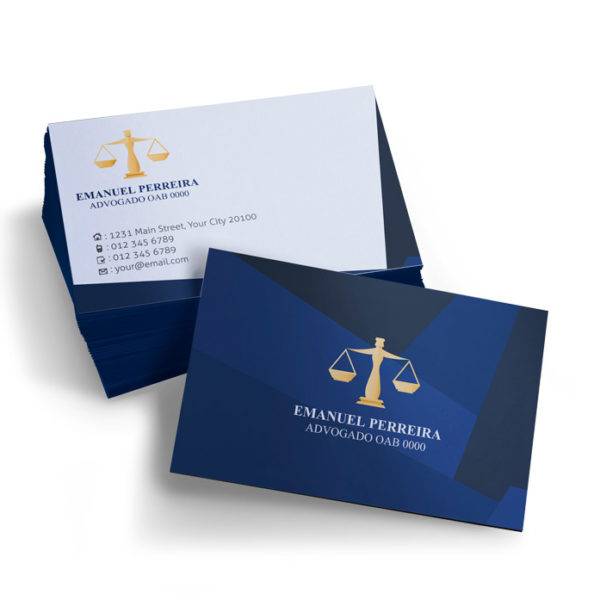 EMANUEL PERREIRA
ADVOGADO OAB 0000
: 1231 Main Street, Your City 20100
: 012 345 6789
: 012 345 6789
: your@email.com
EMANUEL PERREIRA
ADVOGADO OAB 0000